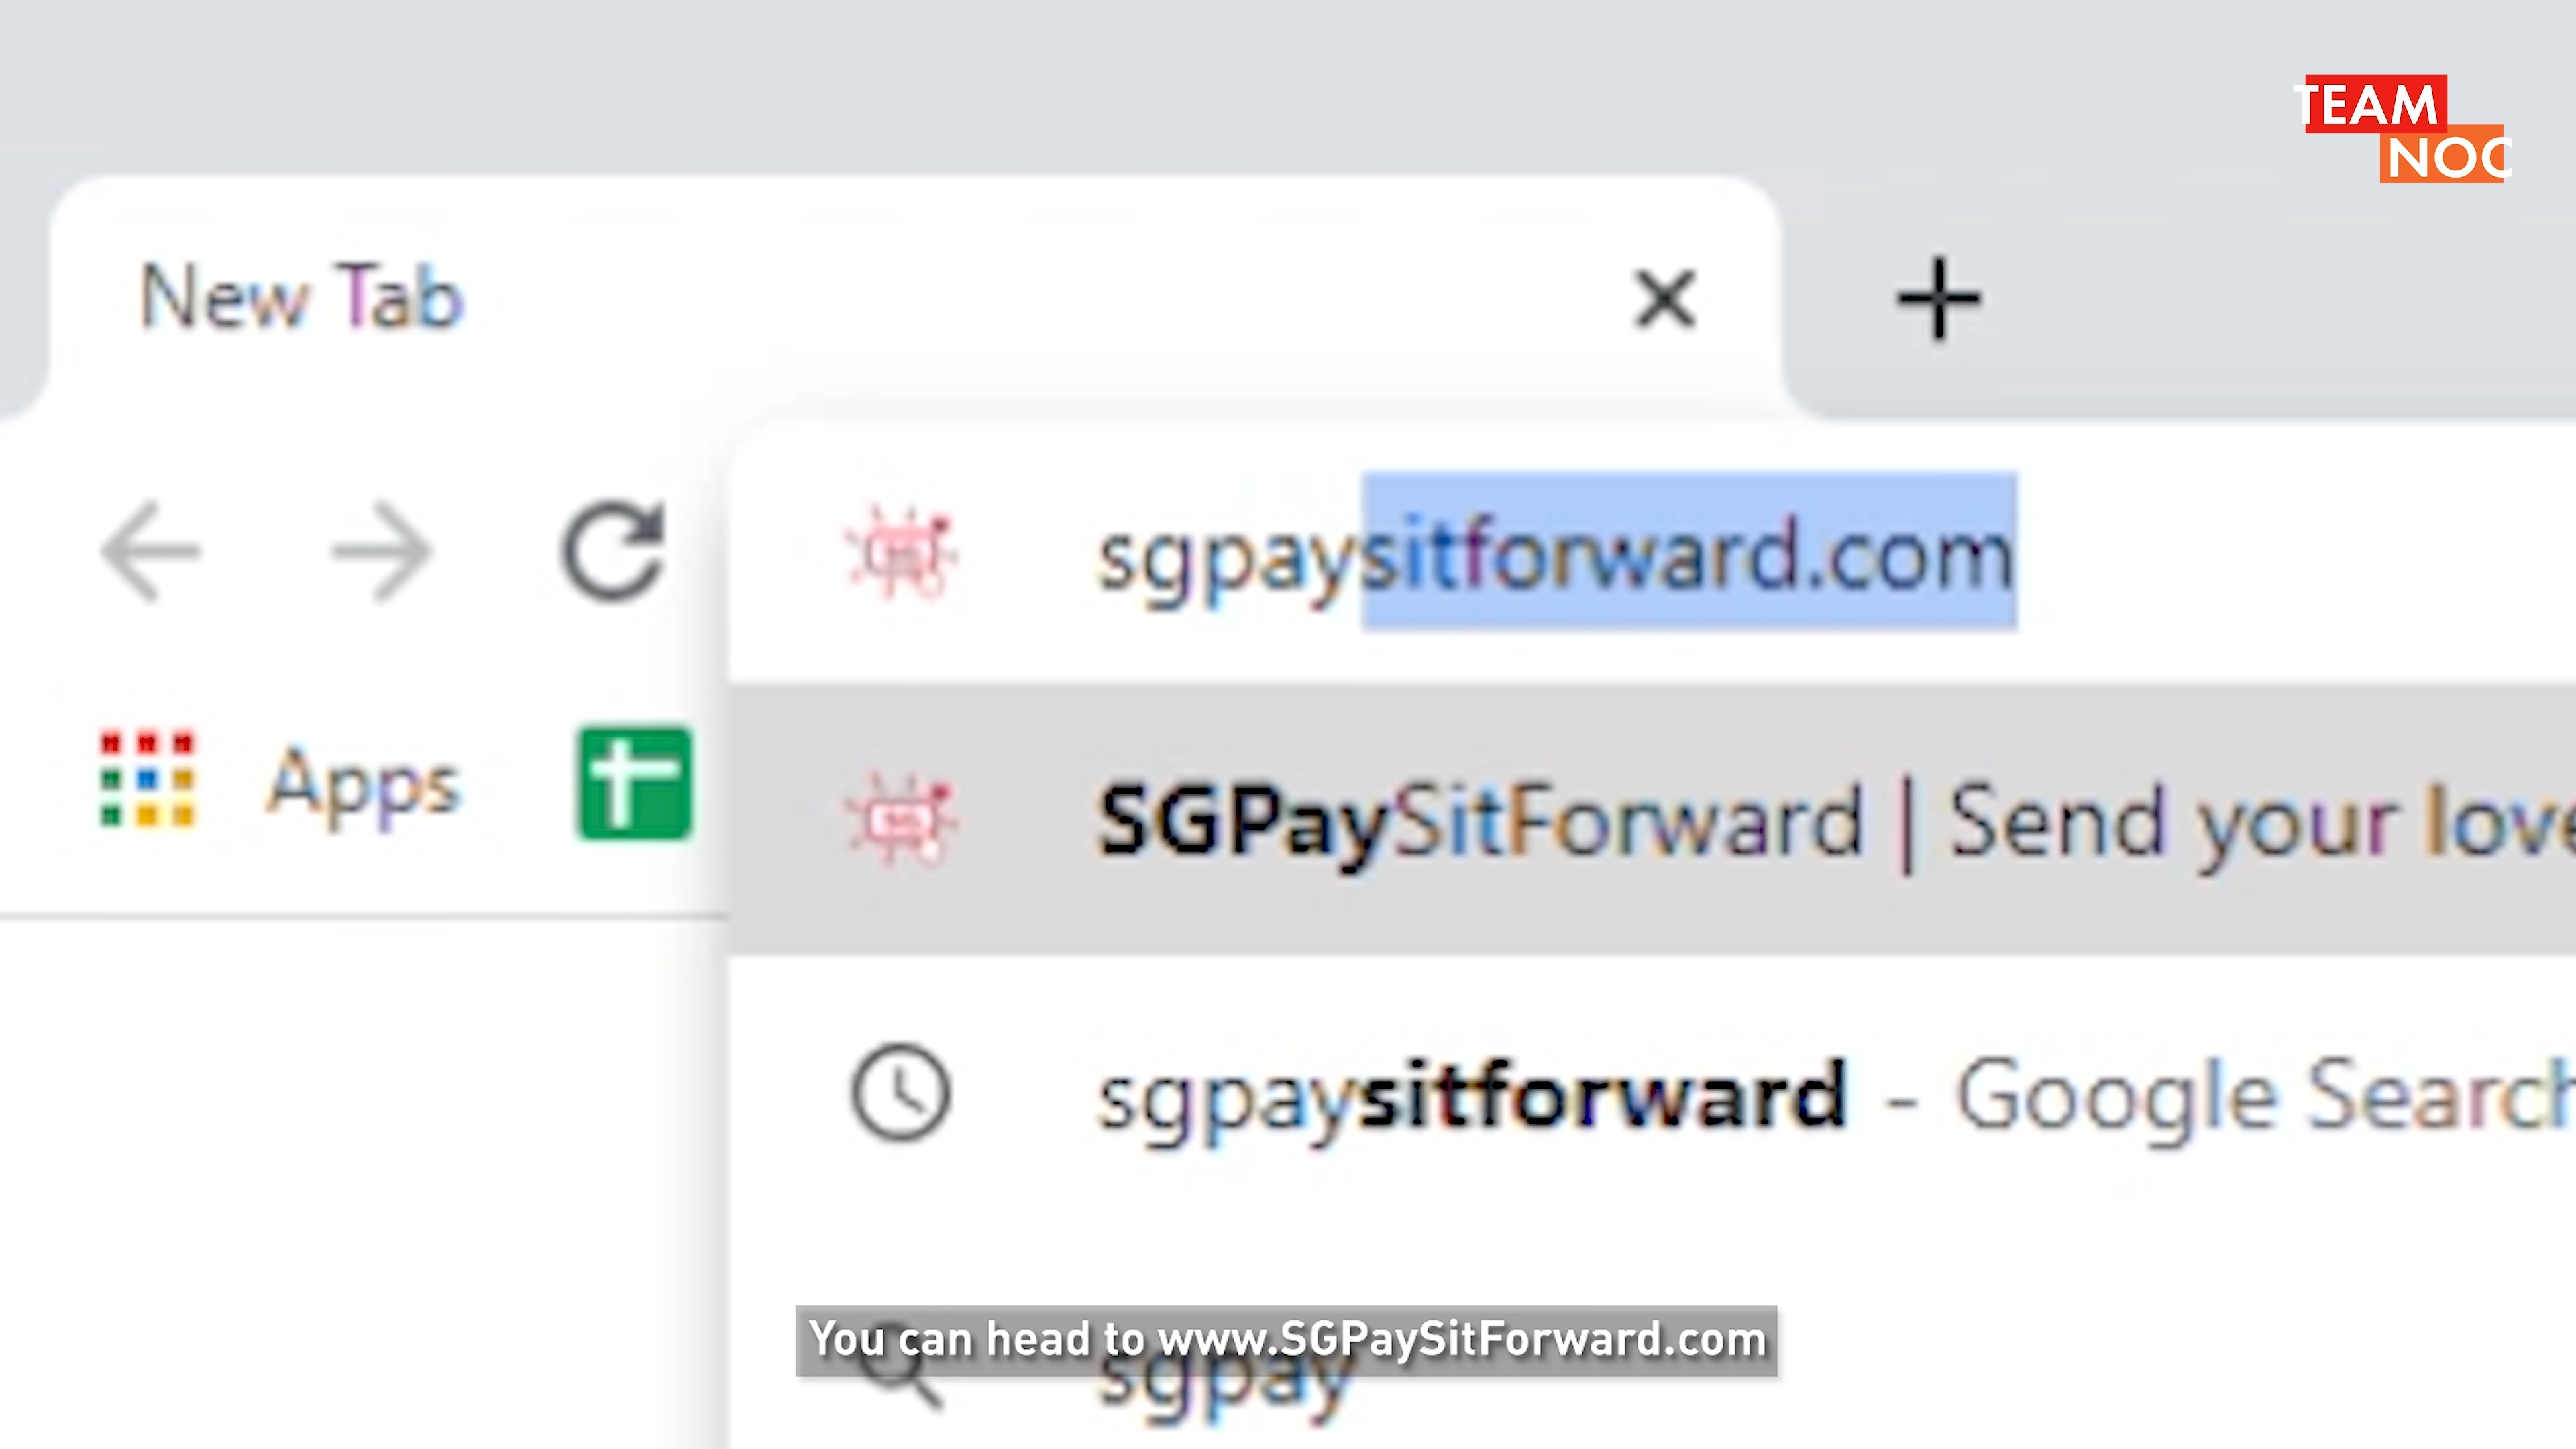 TEAM
NOC
New Tab
sgpaysitforward.com
Apps
SGPaySitForward | Send your love
sgpaysitforward - Google Search
You can head to www.SGPaySitForward.com
sgpay